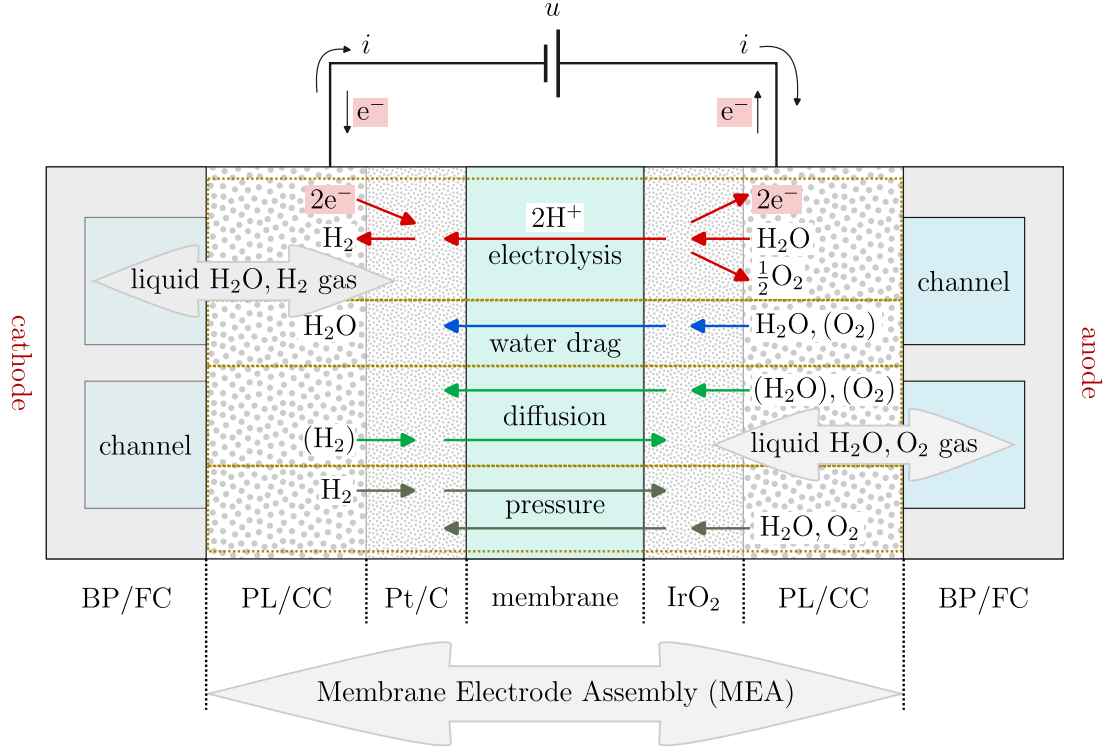 u
i
i
e⁻
e⁻
2e⁻
2H⁺
2e⁻
H₂
H₂O
electrolysis
½O₂
liquid H₂O, H₂ gas
channel
H₂O
H₂O, (O₂)
water drag
cathode
anode
(H₂O), (O₂)
diffusion
channel
(H₂)
liquid H₂O, O₂ gas
H₂
pressure
H₂O, O₂
BP/FC
PL/CC
Pt/C
membrane
IrO₂
PL/CC
BP/FC
Membrane Electrode Assembly (MEA)